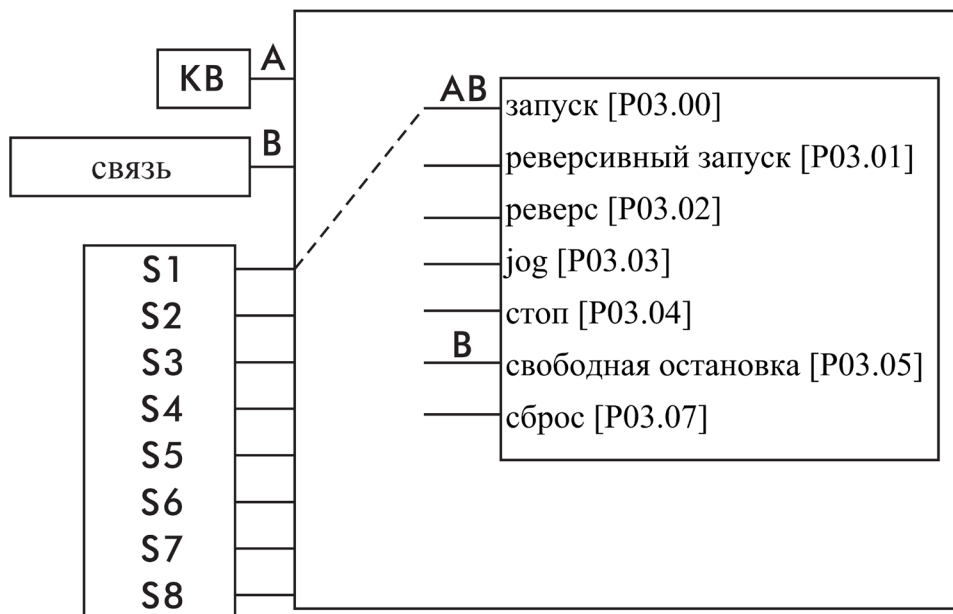 KB
A
связь
B
S1
S2
S3
S4
S5
S6
S7
S8
AB
запуск [P03.00]
реверсивный запуск [P03.01]
реверс [P03.02]
jog [P03.03]
стоп [P03.04]
B
свободная остановка [P03.05]
сброс [P03.07]